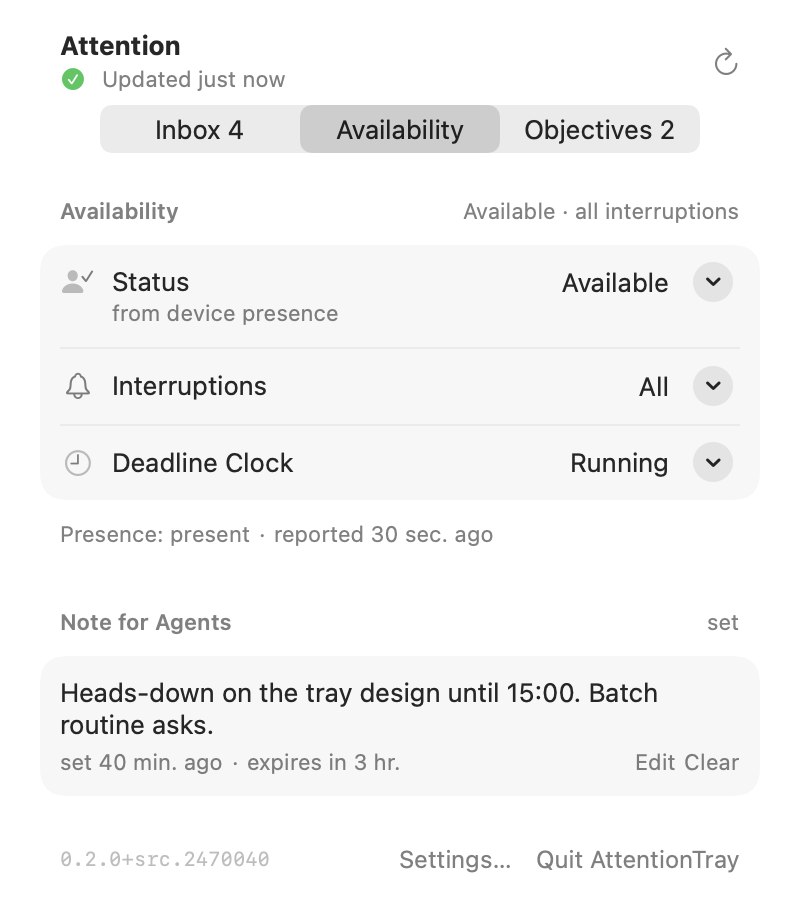 Attention
Updated just now
Inbox 4 Availability Objectives 2
Availability Available · all interruptions
Status Available
from device presence
Interruptions All
Deadline Clock Running
Presence: present · reported 30 sec. ago
Note for Agents set
Heads-down on the tray design until 15:00. Batch
routine asks.
set 40 min. ago · expires in 3 hr. Edit Clear
0.2.0+src.2470040 Settings... Quit AttentionTray